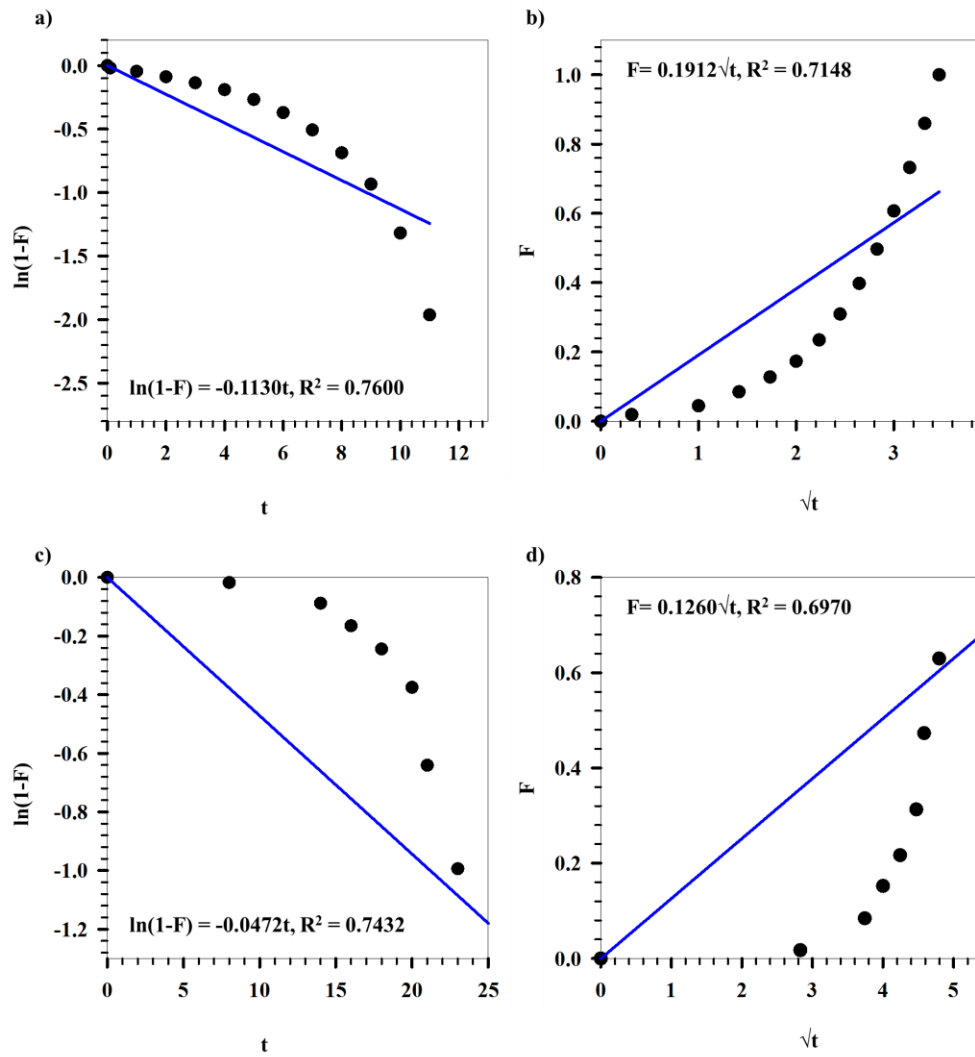 a)
0.0
-0.5
-1.0
-1.5
-2.0
-2.5
ln(1-F)
ln(1-F) = -0.1130t, R² = 0.7600
0 2 4 6 8 10 12
t
b)
1.0
0.8
0.6
0.4
0.2
0.0
F
F= 0.1912√t, R² = 0.7148
0 1 2 3
√t
c)
0.0
-0.2
-0.4
-0.6
-0.8
-1.0
-1.2
ln(1-F)
ln(1-F) = -0.0472t, R² = 0.7432
0 5 10 15 20 25
t
d)
0.8
0.6
0.4
0.2
0.0
F
F= 0.1260√t, R² = 0.6970
0 1 2 3 4 5
√t